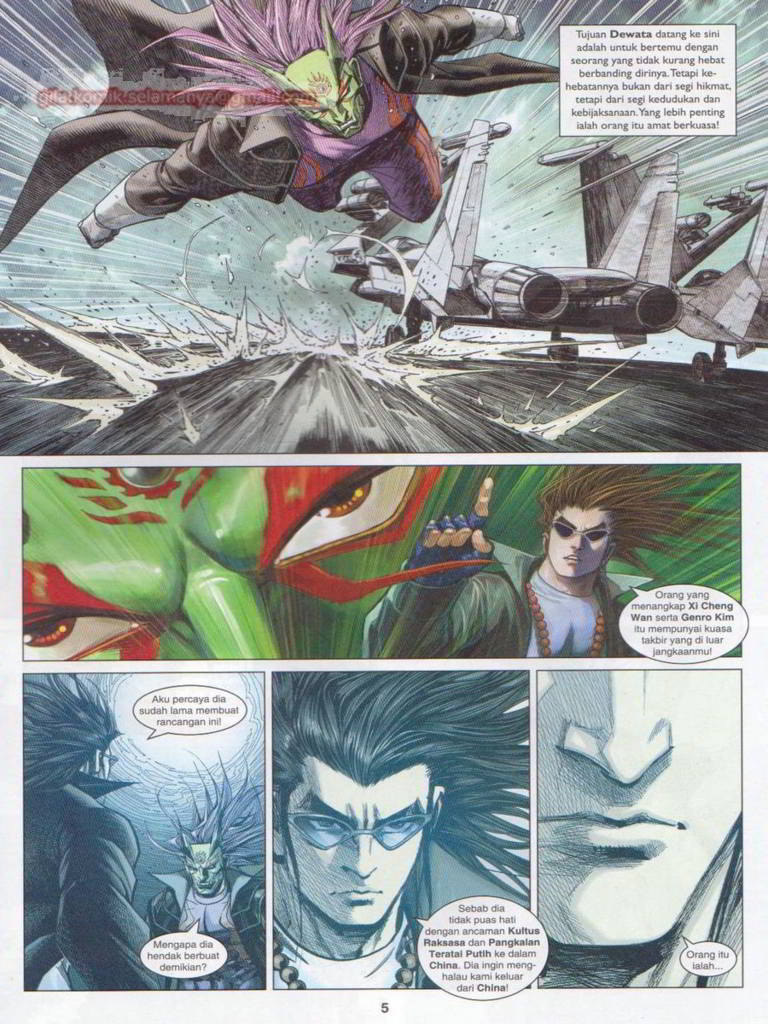 Tujuan Dewata datang ke sini
adalah untuk bertemu dengan
seorang yang tidak kurang hebat
berbanding dirinya. Tetapi ke-
hebatannya bukan dari segi hikmat,
tetapi dari segi kedudukan dan
kebijaksanaan. Yang lebih penting
ialah orang itu amat berkuasa!
gilakomik.selamanya@gmail.com
Orang yang
menangkap Xi Cheng
Wan serta Genro Kim
itu mempunyai kuasa
takbir yang di luar
jangkaanmu!
Aku percaya dia
sudah lama membuat
rancangan ini!
Mengapa dia
hendak berbuat
demikian?
Sebab dia
tidak puas hati
dengan ancaman Kultus
Raksasa dan Pangkalan
Teratai Putih ke dalam
China. Dia ingin meng-
halau kami keluar
dari China!
Orang itu
ialah...
5